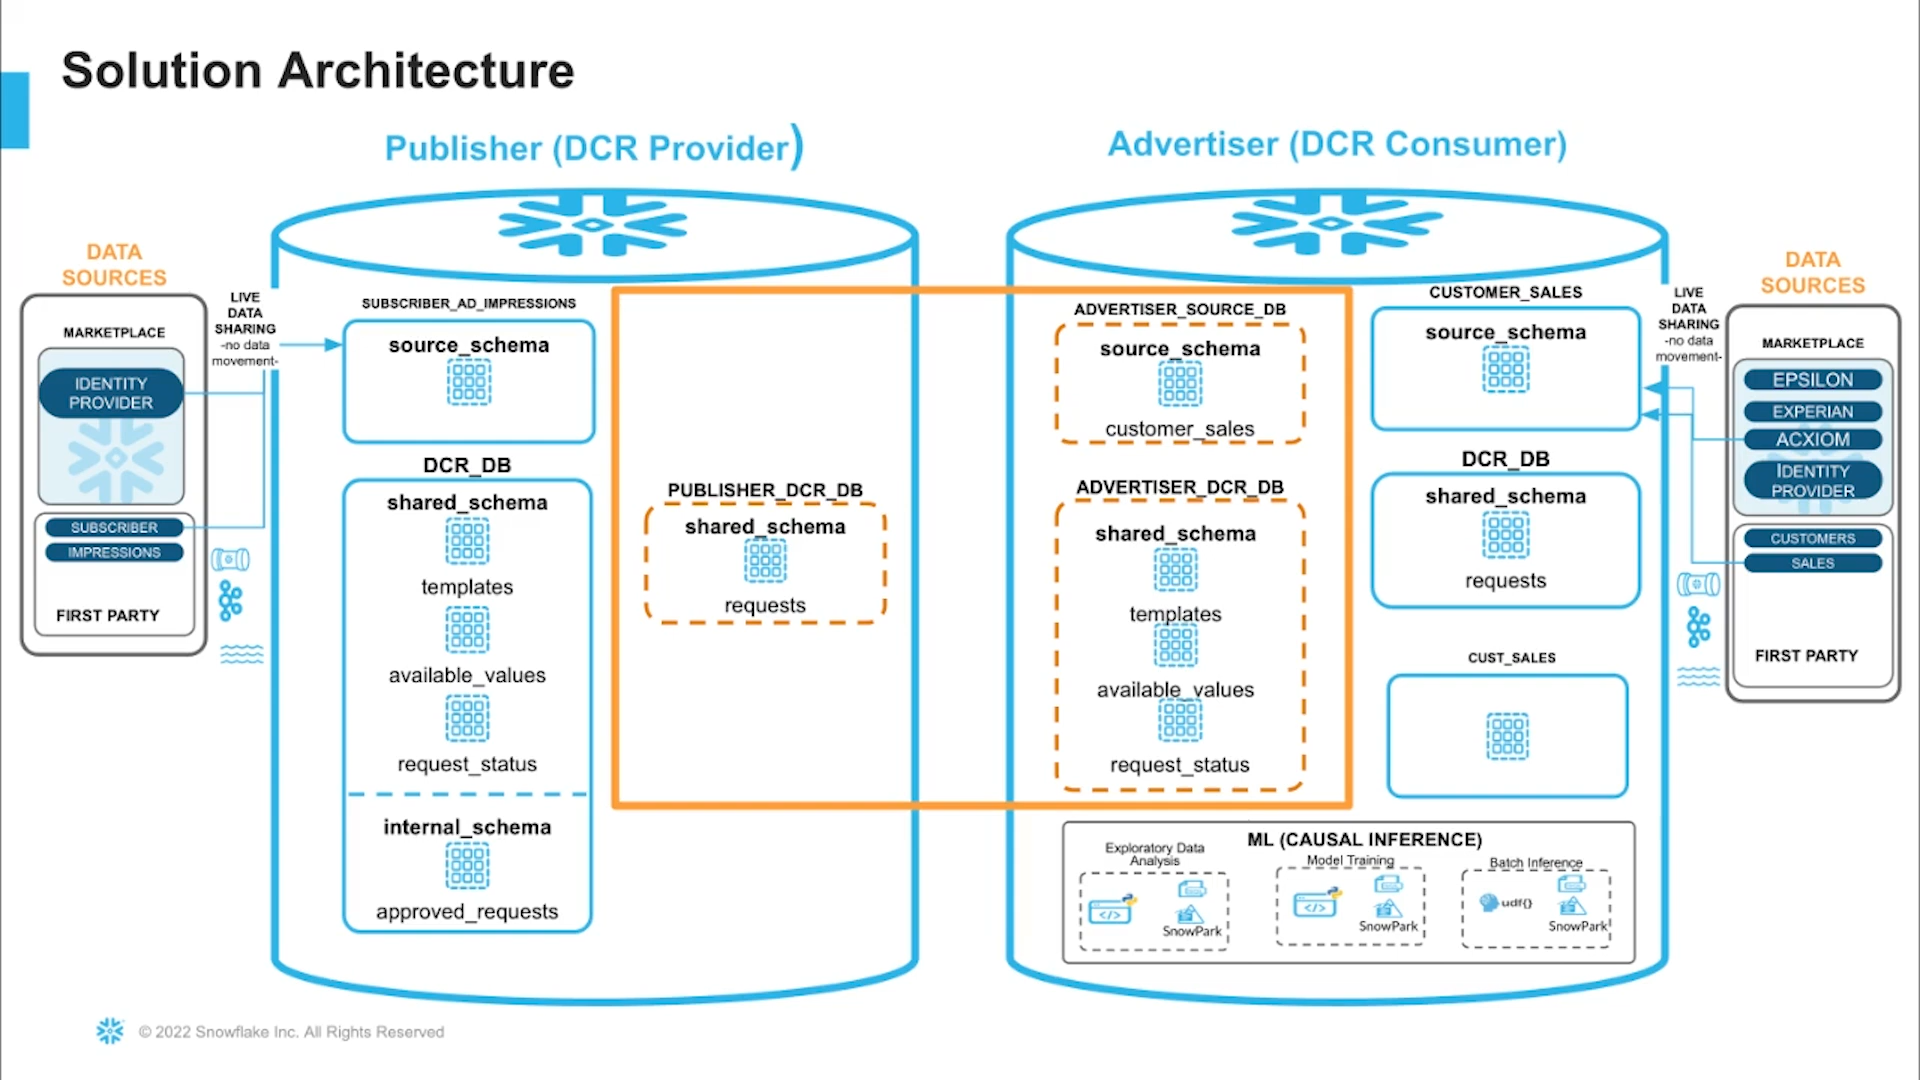 Solution Architecture
Publisher (DCR Provider)
Advertiser (DCR Consumer)
DATA
SOURCES
MARKETPLACE
IDENTITY
PROVIDER
SUBSCRIBER
IMPRESSIONS
FIRST PARTY
LIVE
DATA
SHARING
-no data
movement-
SUBSCRIBER_AD_IMPRESSIONS
source_schema
DCR_DB
shared_schema
templates
available_values
request_status
internal_schema
approved_requests
PUBLISHER_DCR_DB
shared_schema
requests
ADVERTISER_SOURCE_DB
source_schema
customer_sales
ADVERTISER_DCR_DB
shared_schema
templates
available_values
request_status
CUSTOMER_SALES
source_schema
DCR_DB
shared_schema
requests
CUST_SALES
ML (CAUSAL INFERENCE)
Exploratory Data
Analysis
</>
SnowPark
Model Training
</>
SnowPark
Batch Inference
udf{}
SnowPark
LIVE
DATA
SHARING
-no data
movement-
DATA
SOURCES
MARKETPLACE
EPSILON
EXPERIAN
ACXIOM
IDENTITY
PROVIDER
CUSTOMERS
SALES
FIRST PARTY
© 2022 Snowflake Inc. All Rights Reserved